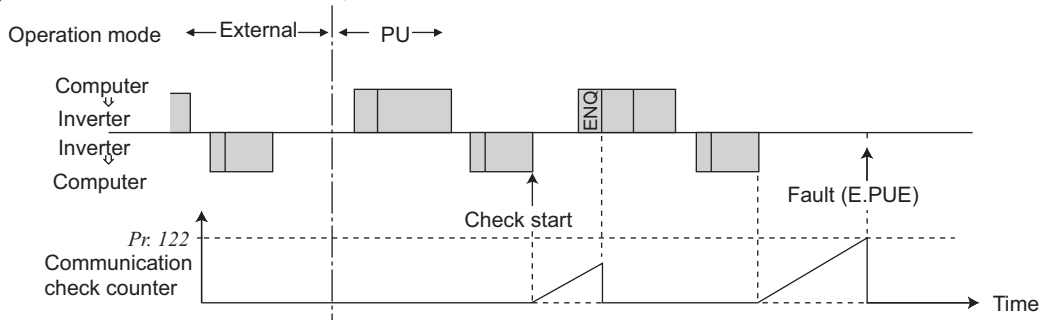 Operation mode External PU
Computer
Inverter
Inverter
Computer
ENQ
Fault (E.PUE)
Check start
Pr. 122
Communication
check counter
Time